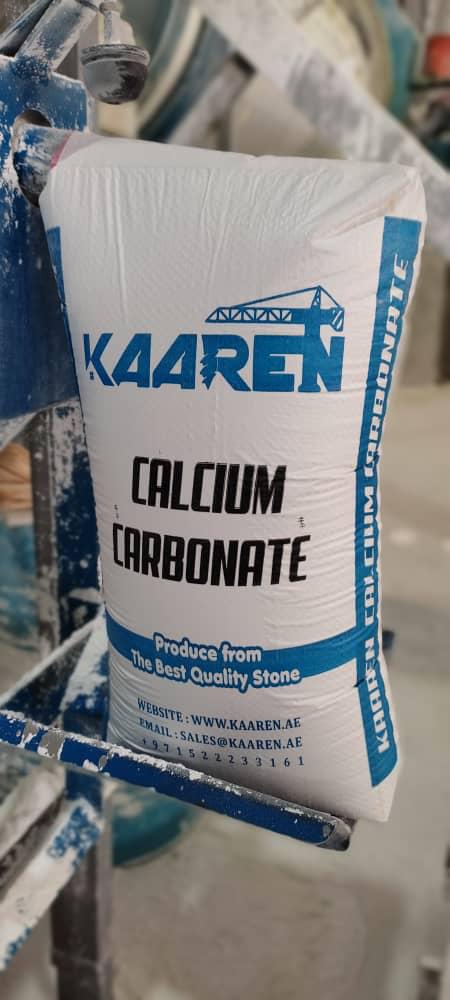 KAAREN
CALCIUM
CARBONATE
Produce from
The Best Quality Stone
WEBSITE : WWW.KAAREN.AE
EMAIL : SALES@KAAREN.AE
+971522233161
KAAREN CALCIUM CARBONATE